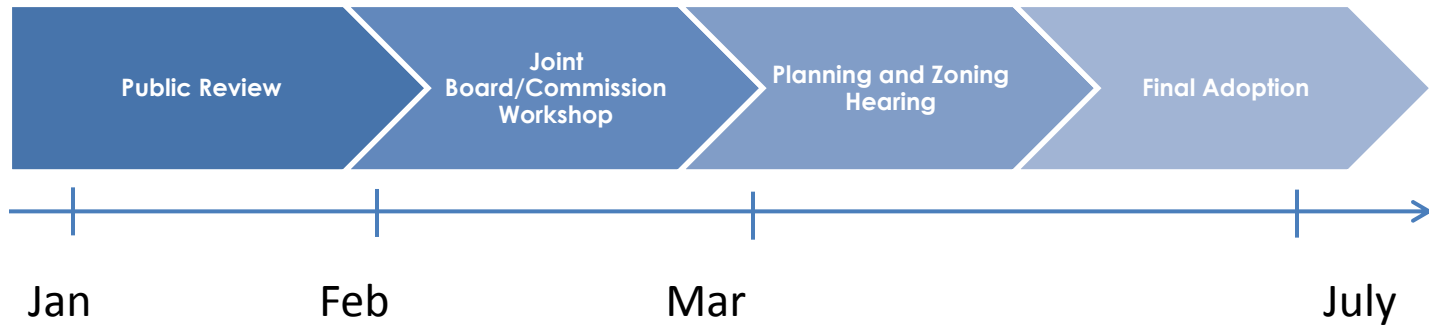 Public Review
Joint
Board/Commission
Workshop
Planning and Zoning
Hearing
Final Adoption
Jan
Feb
Mar
July